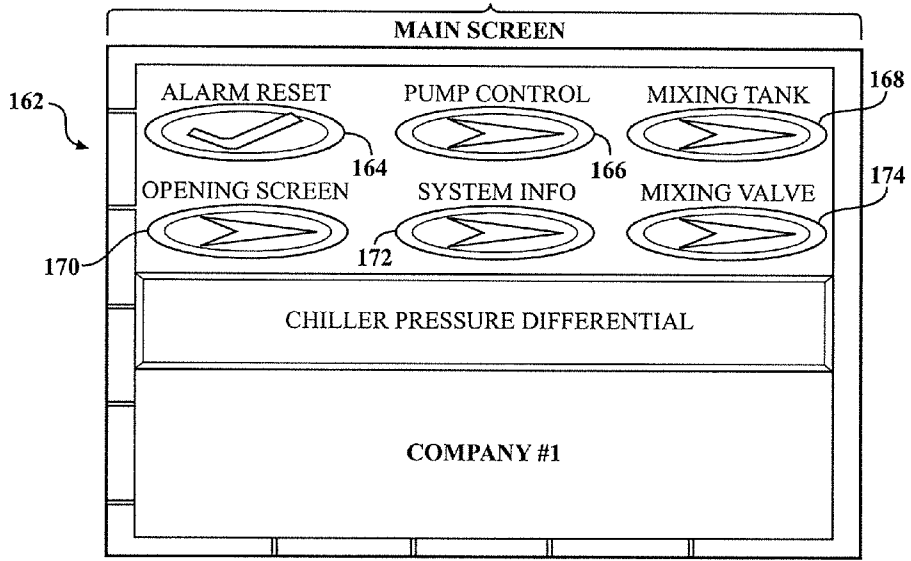 MAIN SCREEN
ALARM RESET PUMP CONTROL MIXING TANK 168
162
164 166
OPENING SCREEN SYSTEM INFO MIXING VALVE 174
170 172
CHILLER PRESSURE DIFFERENTIAL
COMPANY #1